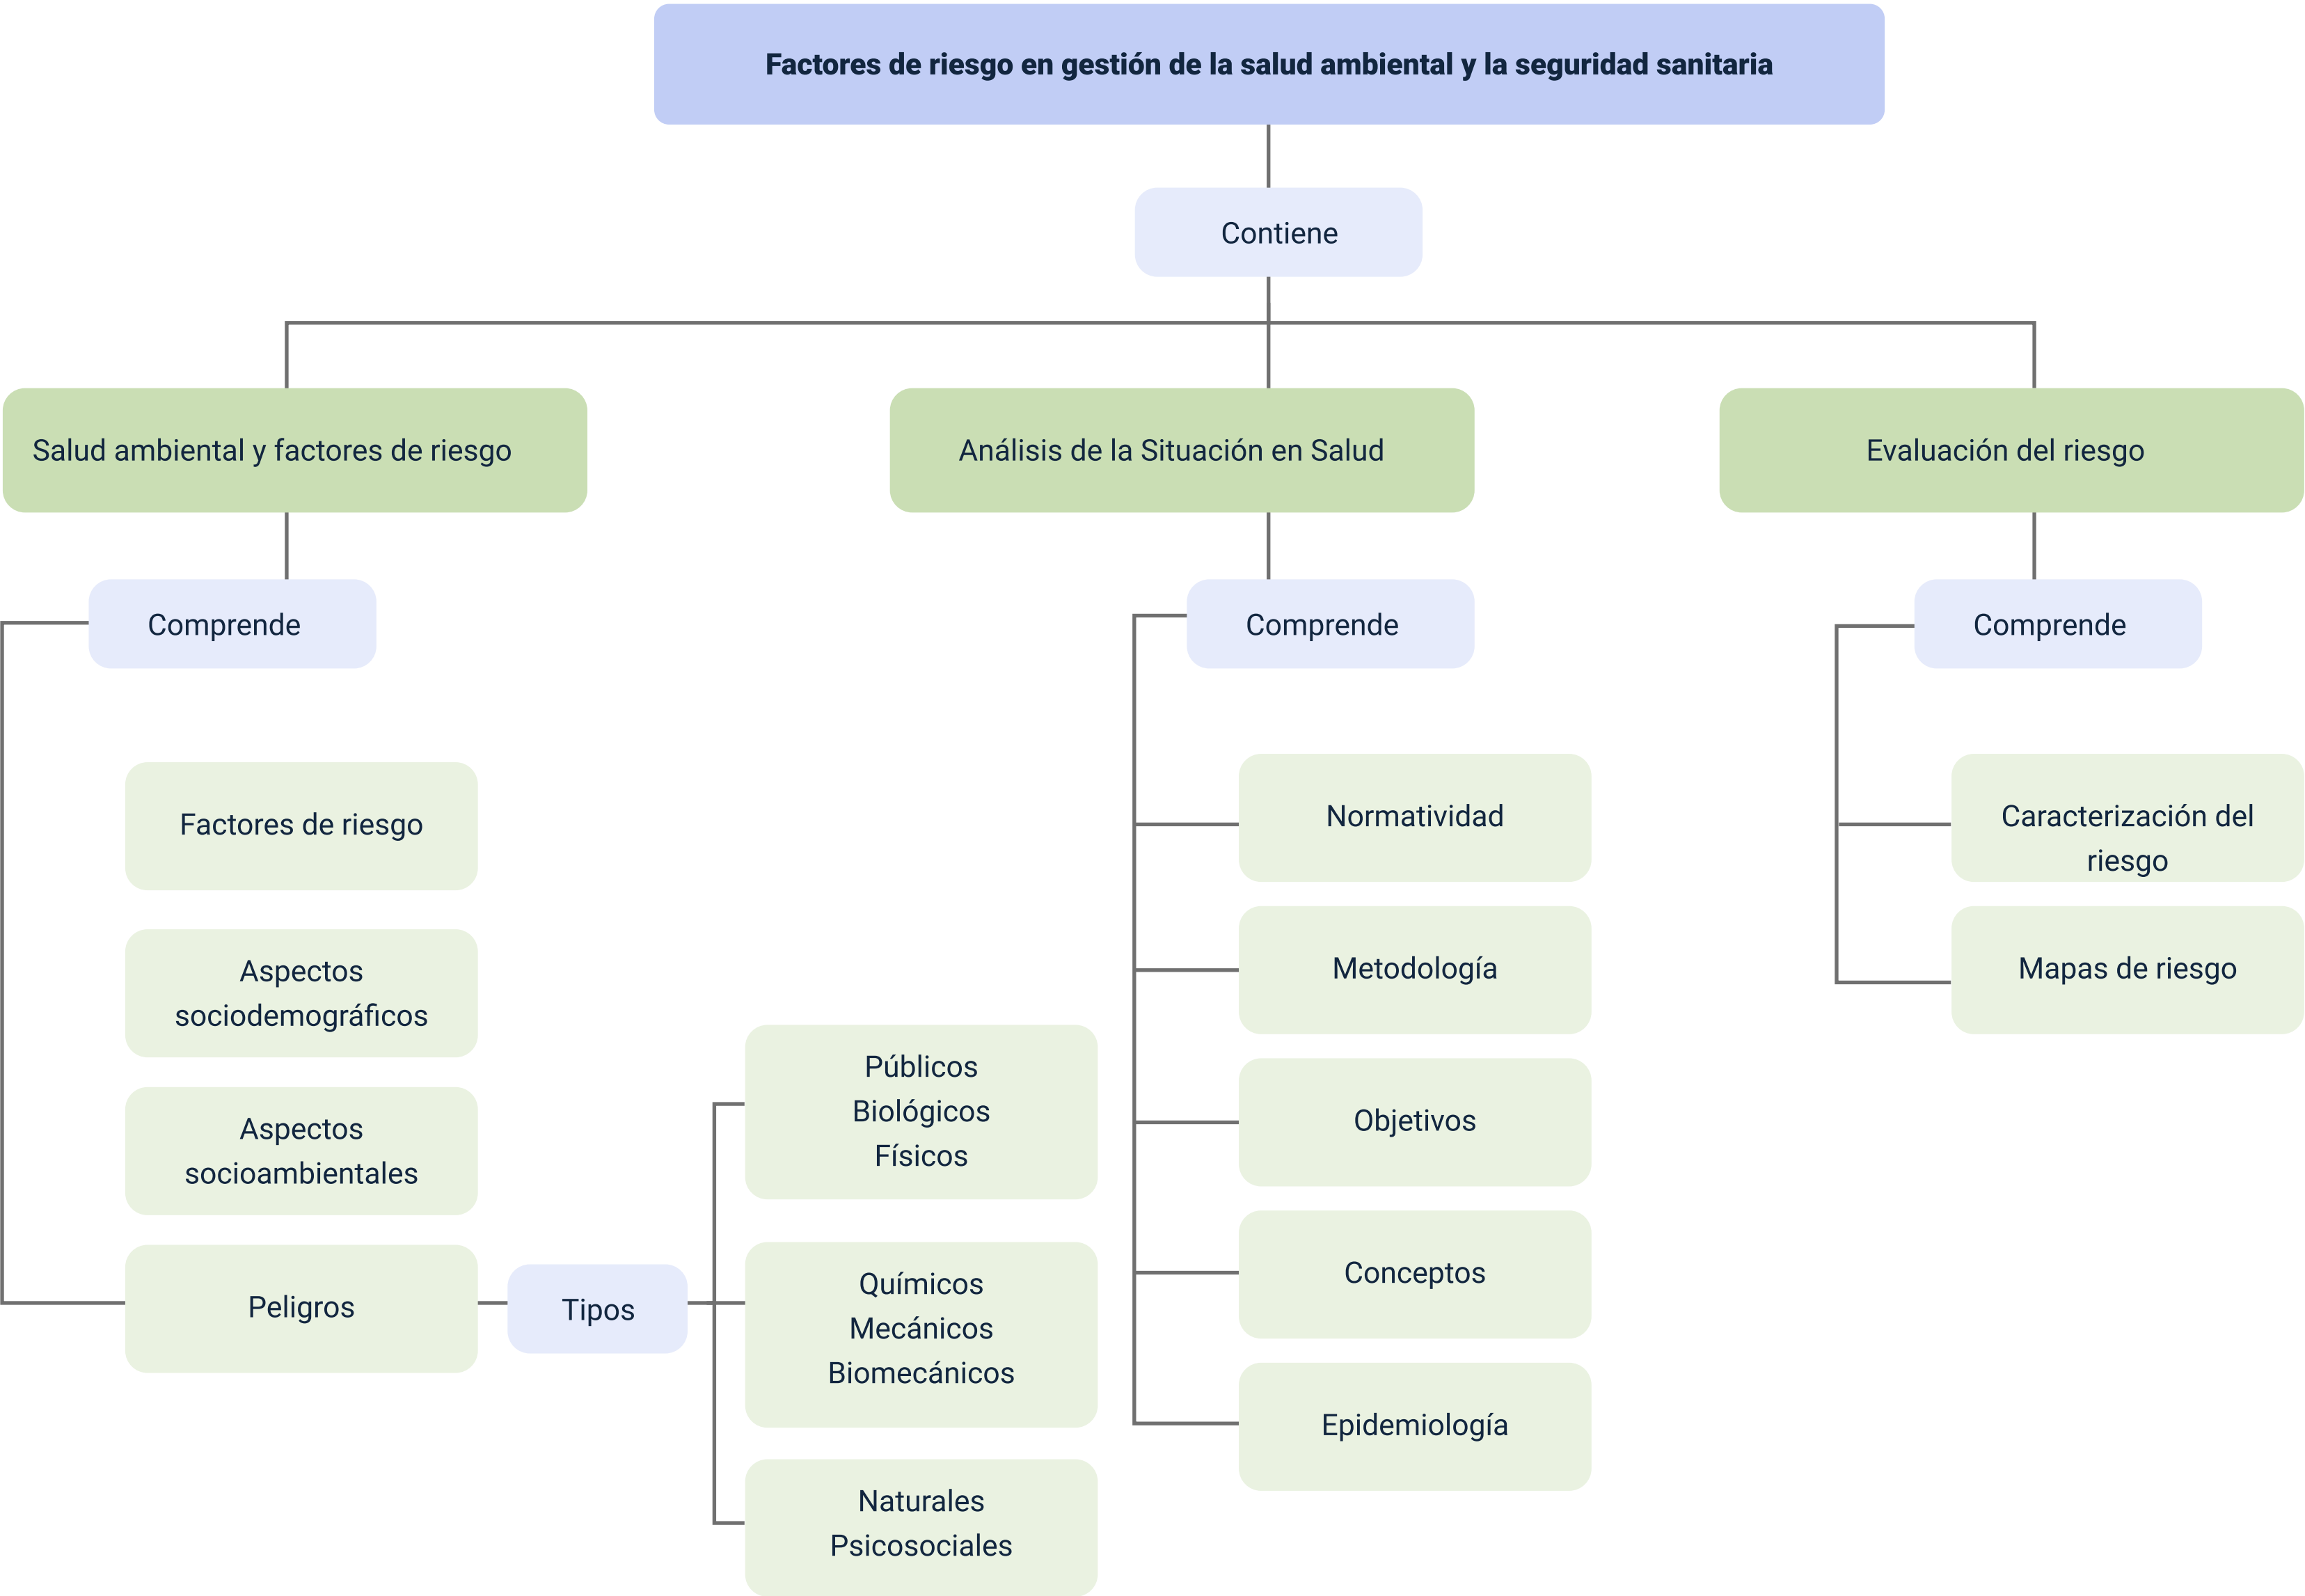 Factores de riesgo en gestión de la salud ambiental y la seguridad sanitaria
Contiene
Salud ambiental y factores de riesgo
Análisis de la Situación en Salud
Evaluación del riesgo
Comprende
Comprende
Comprende
Factores de riesgo
Aspectos
sociodemográficos
Aspectos
socioambientales
Peligros
Tipos
Públicos
Biológicos
Físicos
Químicos
Mecánicos
Biomecánicos
Naturales
Psicosociales
Normatividad
Metodología
Objetivos
Conceptos
Epidemiología
Caracterización del
riesgo
Mapas de riesgo